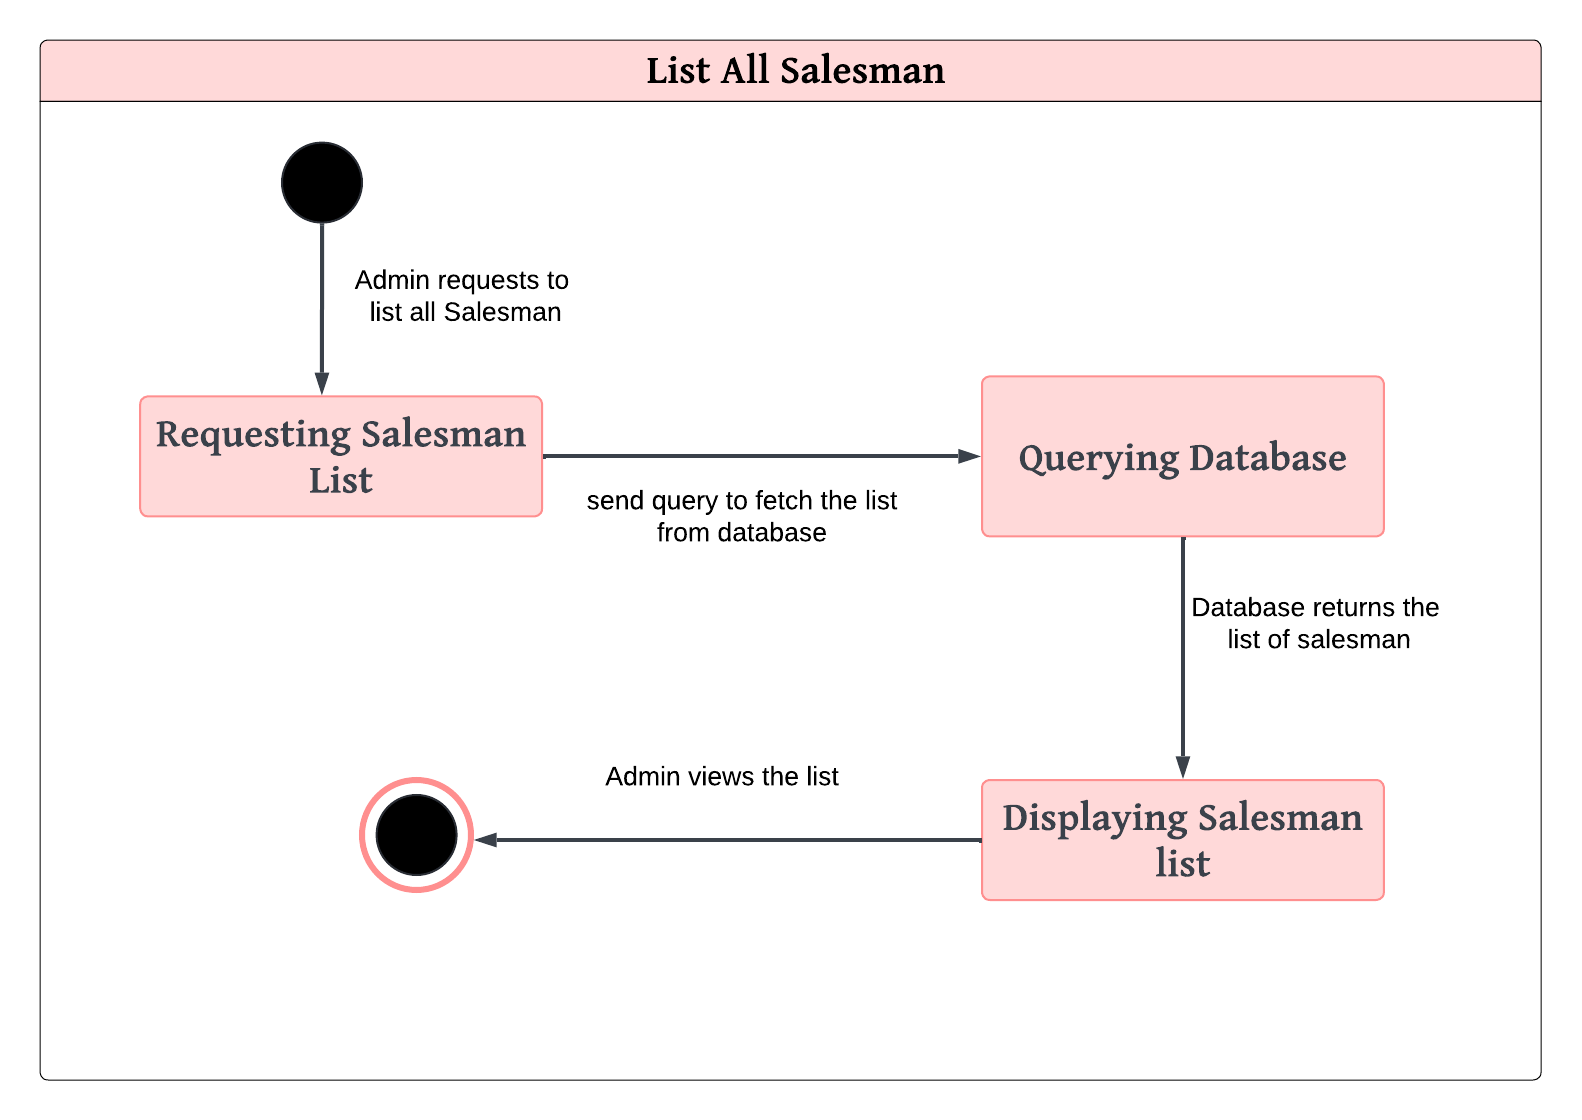 List All Salesman
Admin requests to
list all Salesman
Requesting Salesman
List
send query to fetch the list
from database
Querying Database
Database returns the
list of salesman
Displaying Salesman
list
Admin views the list